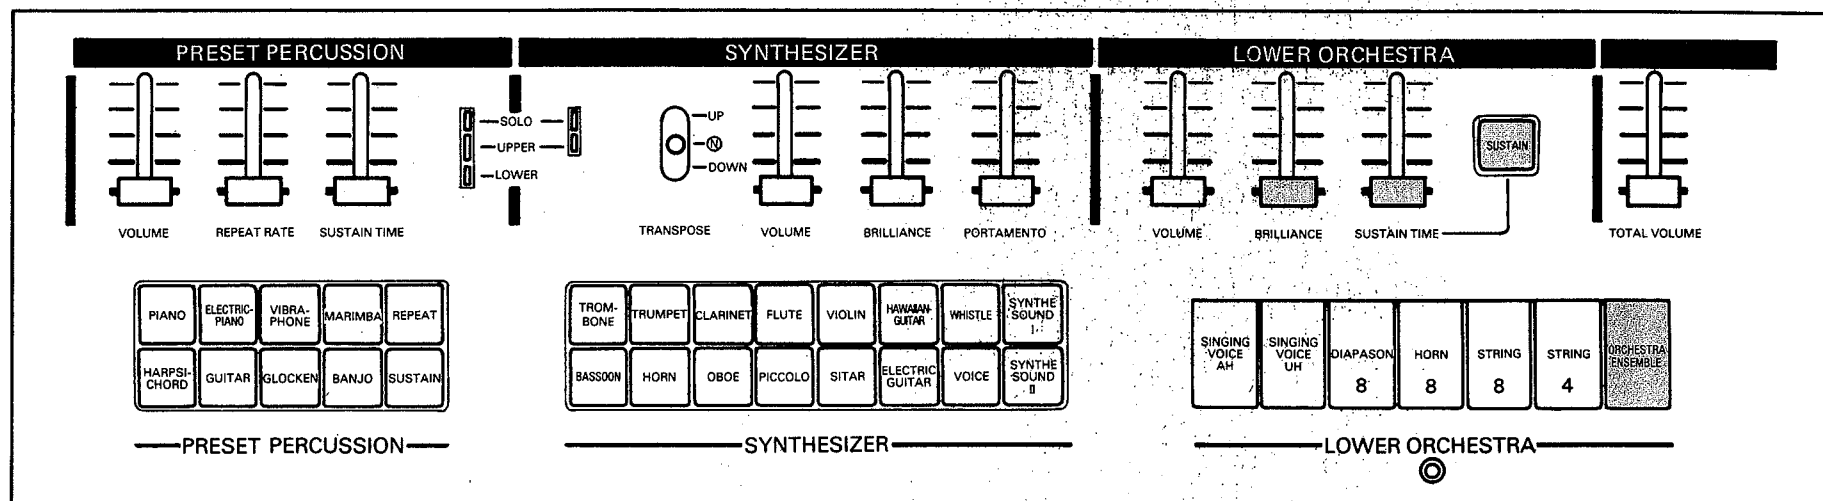 PRESET PERCUSSION
SYNTHESIZER
LOWER ORCHESTRA
SOLO
UPPER
LOWER
UP
N
DOWN
SUSTAIN
VOLUME
REPEAT RATE
SUSTAIN TIME
TRANSPOSE
VOLUME
BRILLIANCE
PORTAMENTO
VOLUME
BRILLIANCE
SUSTAIN TIME
TOTAL VOLUME
PIANO
ELECTRIC-
PIANO
VIBRA-
PHONE
MARIMBA
REPEAT
HARPSI-
CHORD
GUITAR
GLOCKEN
BANJO
SUSTAIN
TROM-
BONE
TRUMPET
CLARINET
FLUTE
VIOLIN
HAWAIIAN-
GUITAR
WHISTLE
SYNTHE
SOUND
I
BASSOON
HORN
OBOE
PICCOLO
SITAR
ELECTRIC
GUITAR
VOICE
SYNTHE
SOUND
II
SINGING
VOICE
AH
SINGING
VOICE
UH
DIAPASON
8
HORN
8
STRING
8
STRING
4
ORCHESTRA
ENSEMBLE
PRESET PERCUSSION
SYNTHESIZER
LOWER ORCHESTRA